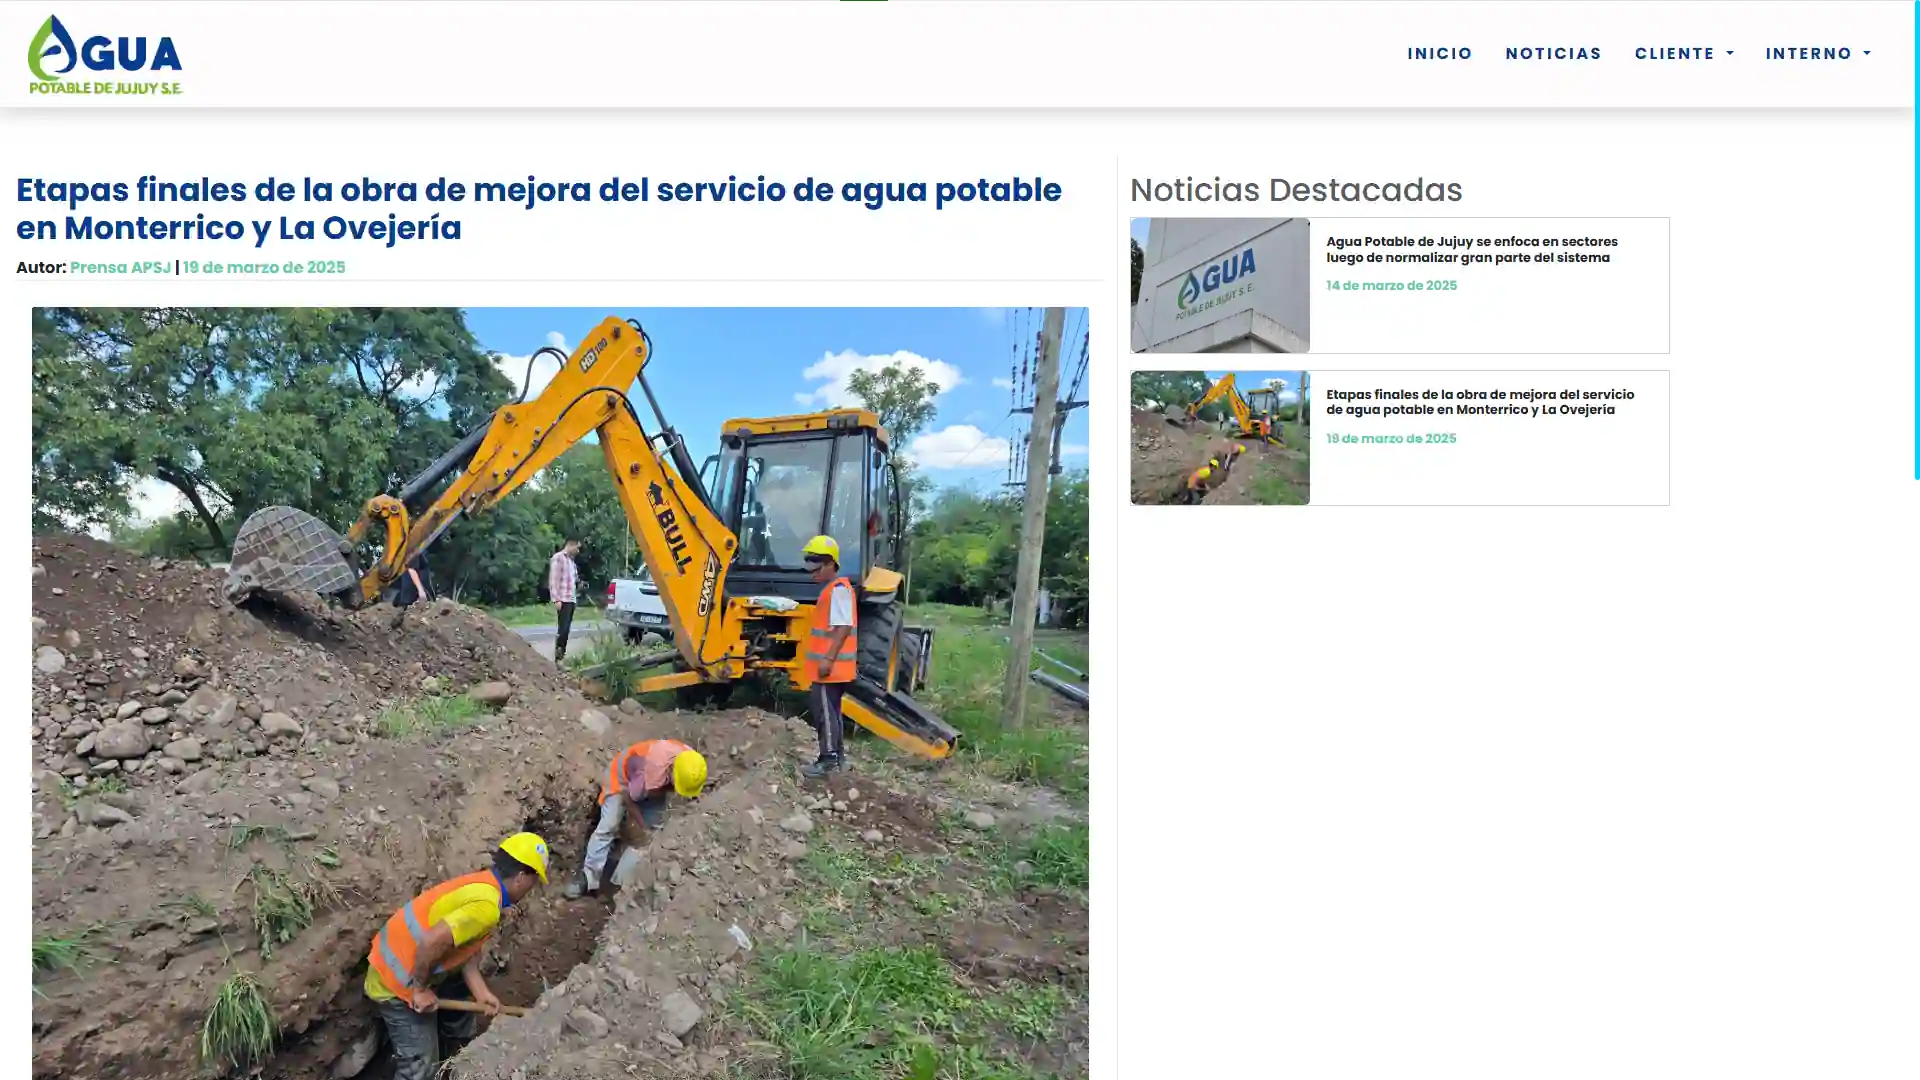 AGUA
POTABLE DE JUJUY S.E.
INICIO
NOTICIAS
CLIENTE
INTERNO
Etapas finales de la obra de mejora del servicio de agua potable
en Monterrico y La Ovejería
Autor: Prensa APSJ | 19 de marzo de 2025
HD100
BULL
4WD
Noticias Destacadas
AGUA
POTABLE DE JUJUY S. E.
Agua Potable de Jujuy se enfoca en sectores
luego de normalizar gran parte del sistema
14 de marzo de 2025
Etapas finales de la obra de mejora del servicio
de agua potable en Monterrico y La Ovejería
19 de marzo de 2025